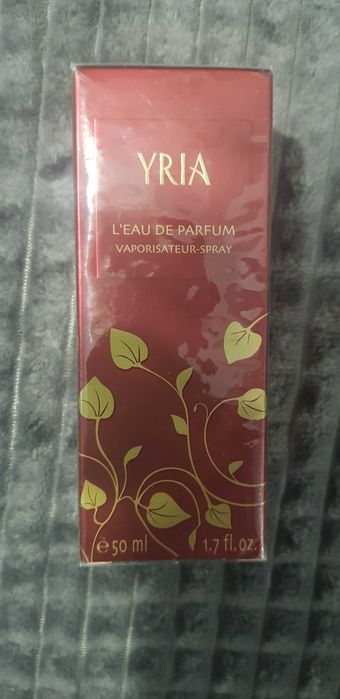 YRIA
L'EAU DE PARFUM
VAPORISATEUR-SPRAY
℮50 ml 1.7 fl.oz.